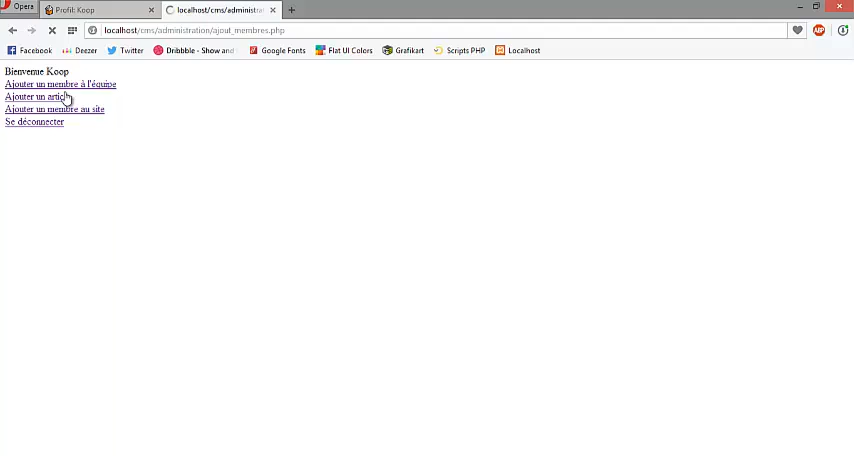 Opera
Profil: Koop
localhost/cms/administra
localhost/cms/administration/ajout_membres.php
ABP
Facebook
Deezer
Twitter
Dribbble - Show and
Google Fonts
Flat UI Colors
Grafikart
Scripts PHP
Localhost
Bienvenue Koop
Ajouter un membre à l'équipe
Ajouter un article
Ajouter un membre au site
Se déconnecter